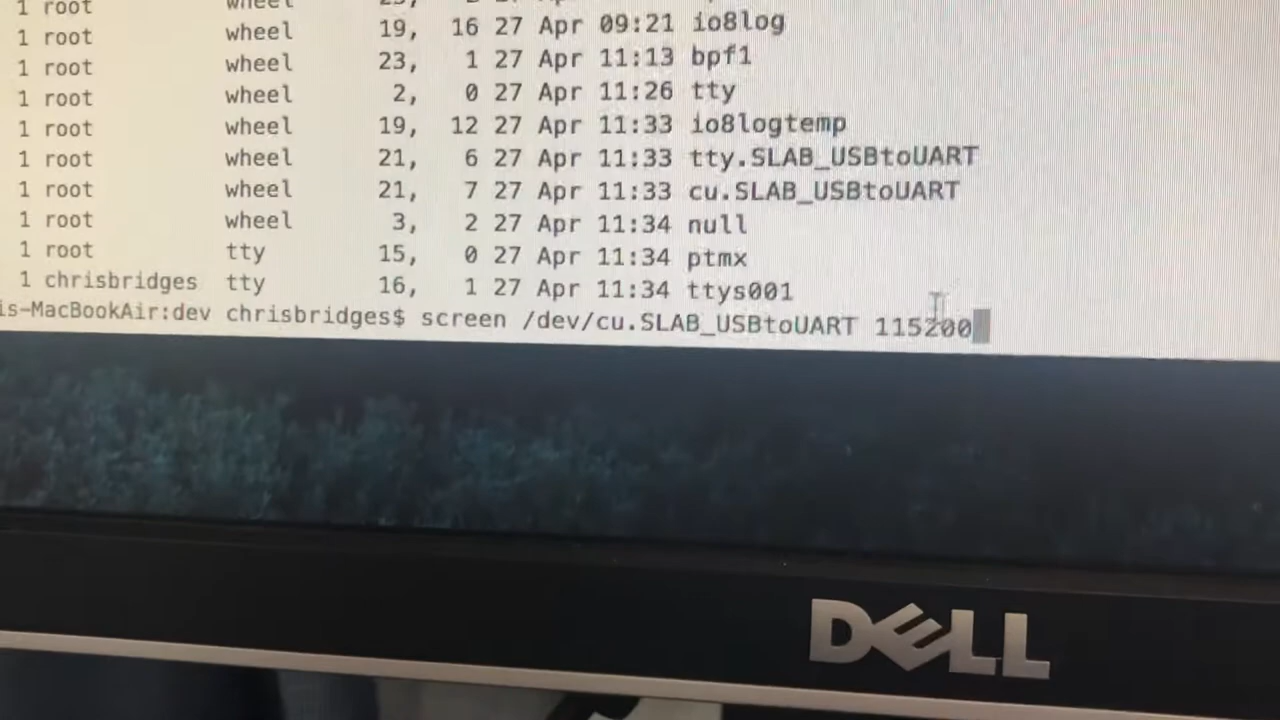 1 root wheel
1 root wheel 19, 16 27 Apr 09:21 io8log
1 root wheel 23, 1 27 Apr 11:13 bpf1
1 root wheel 2, 0 27 Apr 11:26 tty
1 root wheel 19, 12 27 Apr 11:33 io8logtemp
1 root wheel 21, 6 27 Apr 11:33 tty.SLAB_USBtoUART
1 root wheel 21, 7 27 Apr 11:33 cu.SLAB_USBtoUART
1 root wheel 3, 2 27 Apr 11:34 null
1 root tty 15, 0 27 Apr 11:34 ptmx
1 chrisbridges tty 16, 1 27 Apr 11:34 ttys001
is-MacBookAir:dev chrisbridges$ screen /dev/cu.SLAB_USBtoUART 115200
DELL